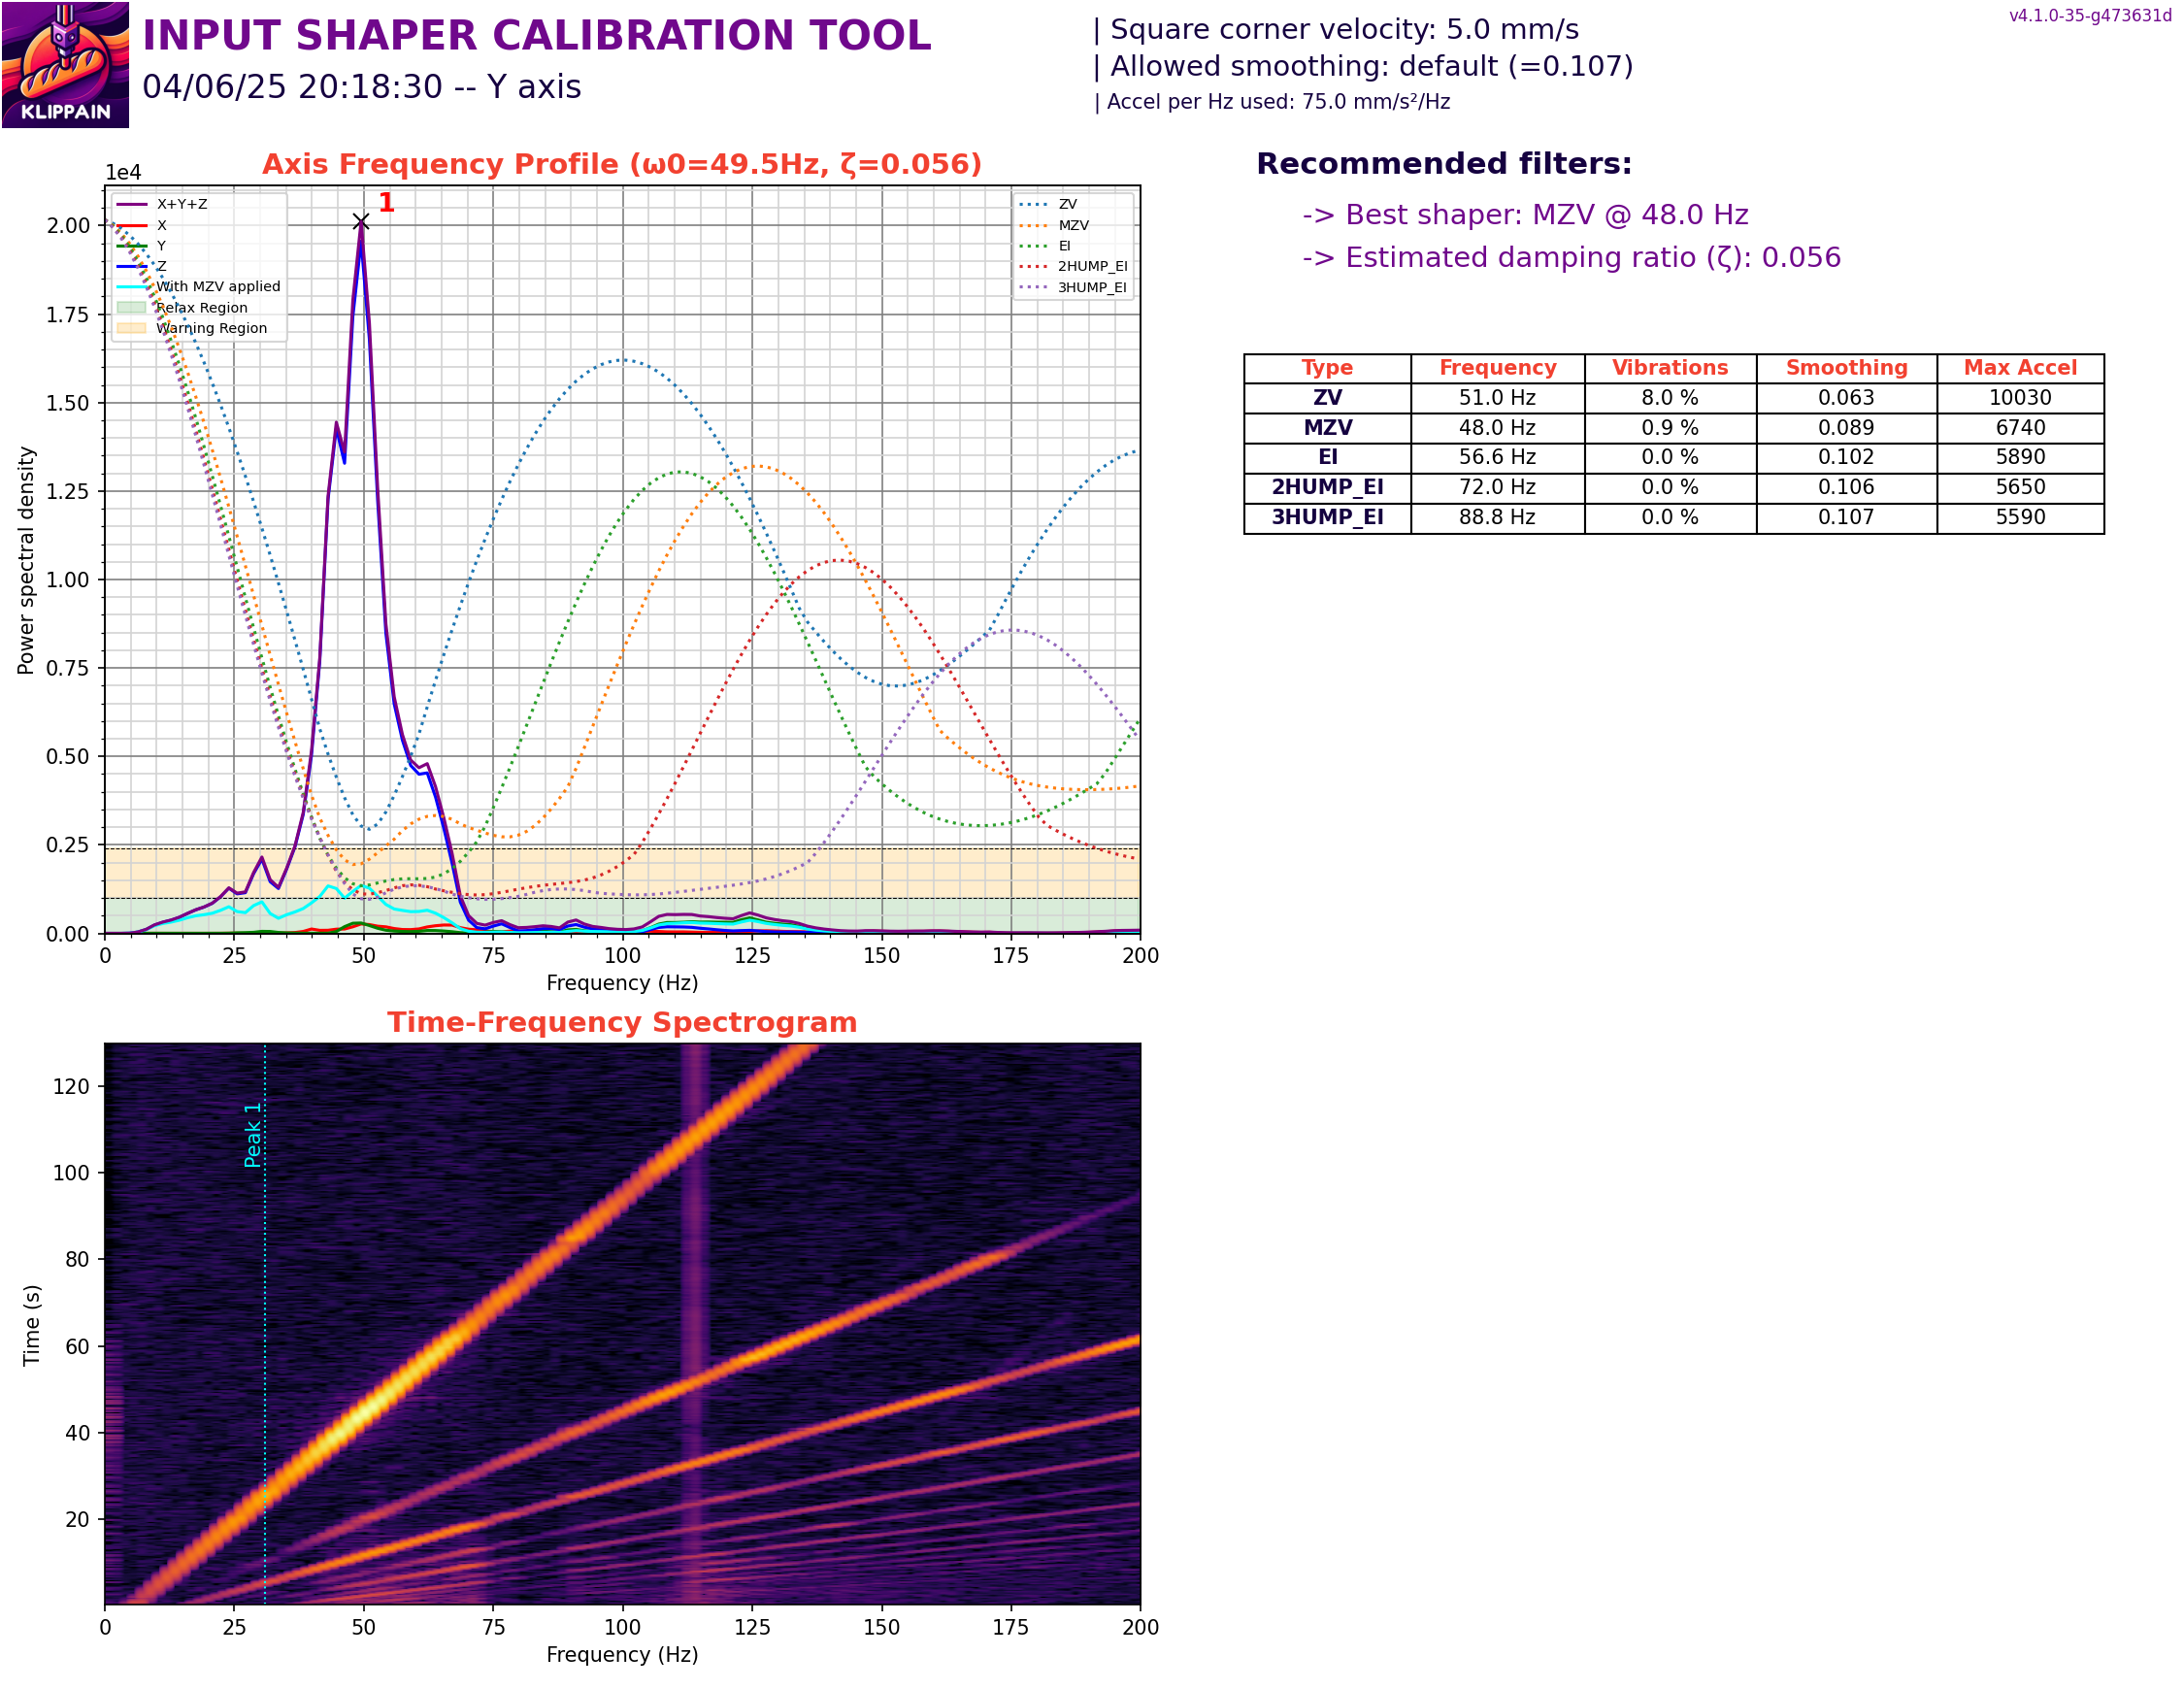 KLIPPAIN
INPUT SHAPER CALIBRATION TOOL
04/06/25 20:18:30 -- Y axis
| Square corner velocity: 5.0 mm/s
| Allowed smoothing: default (=0.107)
| Accel per Hz used: 75.0 mm/s²/Hz
v4.1.0-35-g473631d
Axis Frequency Profile (ω0=49.5Hz, ζ=0.056)
1e4
1
X+Y+Z
X
Y
Z
With MZV applied
Relax Region
Warning Region
ZV
MZV
EI
2HUMP_EI
3HUMP_EI
Power spectral density
2.00
1.75
1.50
1.25
1.00
0.75
0.50
0.25
0.00
0 25 50 75 100 125 150 175 200
Frequency (Hz)
Recommended filters:
-> Best shaper: MZV @ 48.0 Hz
-> Estimated damping ratio (ζ): 0.056
Type Frequency Vibrations Smoothing Max Accel
ZV 51.0 Hz 8.0 % 0.063 10030
MZV 48.0 Hz 0.9 % 0.089 6740
EI 56.6 Hz 0.0 % 0.102 5890
2HUMP_EI 72.0 Hz 0.0 % 0.106 5650
3HUMP_EI 88.8 Hz 0.0 % 0.107 5590
Time-Frequency Spectrogram
Peak 1
Time (s)
120
100
80
60
40
20
0 25 50 75 100 125 150 175 200
Frequency (Hz)